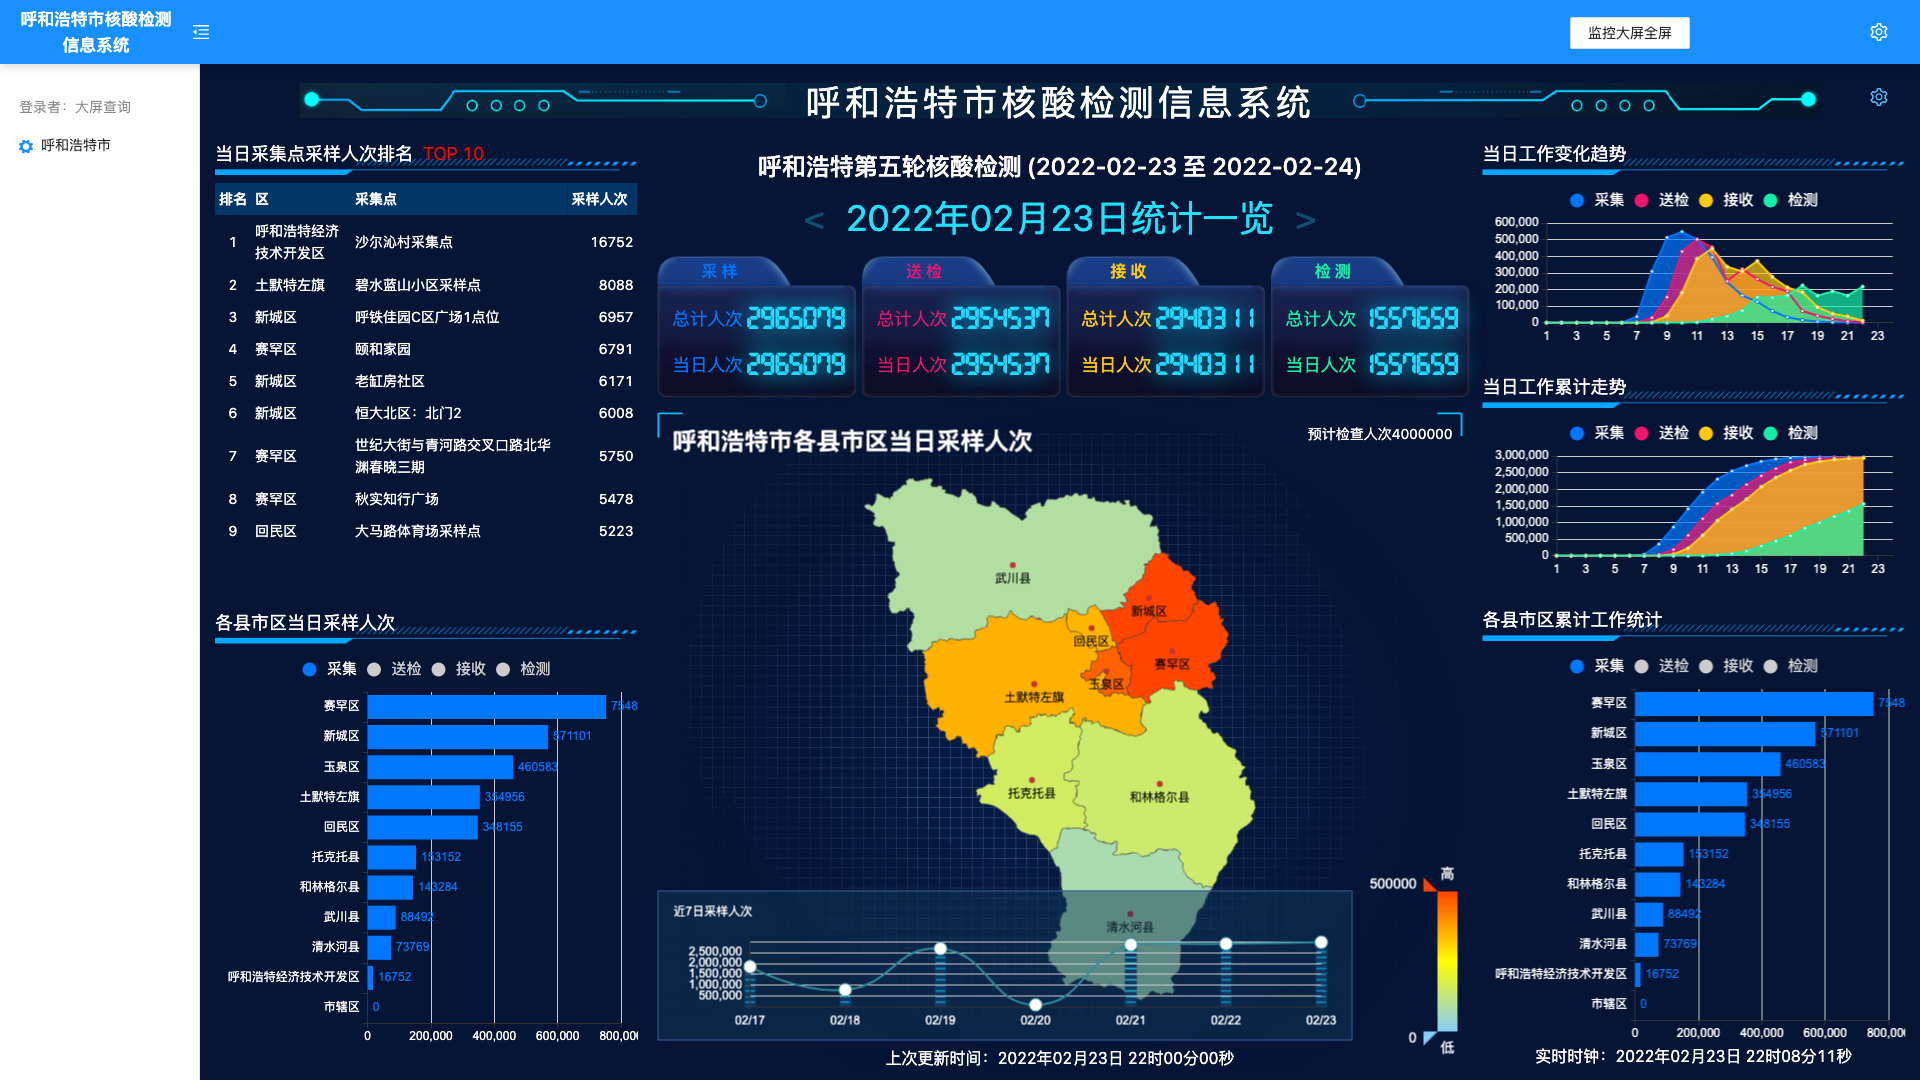 呼和浩特市核酸检测
信息系统
监控大屏全屏
登录者：大屏查询
呼和浩特市
呼和浩特市核酸检测信息系统
当日采集点采样人次排名 TOP 10
排名 区 采集点 采样人次
1 呼和浩特经济技术开发区 沙尔沁村采集点 16752
2 土默特左旗 碧水蓝山小区采样点 8088
3 新城区 呼铁佳园C区广场1点位 6957
4 赛罕区 颐和家园 6791
5 新城区 老缸房社区 6171
6 新城区 恒大北区：北门2 6008
7 赛罕区 世纪大街与青河路交叉口路北华渊春晓三期 5750
8 赛罕区 秋实知行广场 5478
9 回民区 大马路体育场采样点 5223
各县市区当日采样人次
采集 送检 接收 检测
赛罕区 7548
新城区 571101
玉泉区 460583
土默特左旗 354956
回民区 348155
托克托县 153152
和林格尔县 143284
武川县 88492
清水河县 73769
呼和浩特经济技术开发区 16752
市辖区 0
0 200,000 400,000 600,000 800,00
呼和浩特第五轮核酸检测 (2022-02-23 至 2022-02-24)
< 2022年02月23日统计一览 >
采样 送检 接收 检测
总计人次 2965079 总计人次 2954537 总计人次 2940311 总计人次 1557659
当日人次 2965079 当日人次 2954537 当日人次 2940311 当日人次 1557659
呼和浩特市各县市区当日采样人次
预计检查人次4000000
武川县
新城区
回民区
赛罕区
玉泉区
土默特左旗
托克托县
和林格尔县
清水河县
高
500000
0
低
近7日采样人次
2,500,000
2,000,000
1,500,000
1,000,000
500,000
02/17 02/18 02/19 02/20 02/21 02/22 02/23
上次更新时间：2022年02月23日 22时00分00秒
当日工作变化趋势
采集 送检 接收 检测
600,000
500,000
400,000
300,000
200,000
100,000
0
1 3 5 7 9 11 13 15 17 19 21 23
当日工作累计走势
采集 送检 接收 检测
3,000,000
2,500,000
2,000,000
1,500,000
1,000,000
500,000
0
1 3 5 7 9 11 13 15 17 19 21 23
各县市区累计工作统计
采集 送检 接收 检测
赛罕区 7548
新城区 571101
玉泉区 460583
土默特左旗 354956
回民区 348155
托克托县 153152
和林格尔县 143284
武川县 88492
清水河县 73769
呼和浩特经济技术开发区 16752
市辖区 0
0 200,000 400,000 600,000 800,00
实时时钟：2022年02月23日 22时08分11秒